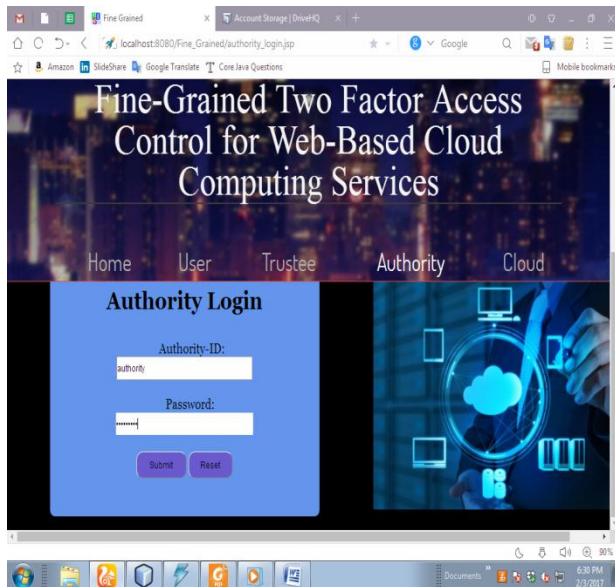 Fine Grained
Account Storage | DriveHQ
localhost:8080/Fine_Grained/authority_login.jsp
Google
Amazon SlideShare Google Translate Core Java Questions
Mobile bookmarks
Fine-Grained Two Factor Access
Control for Web-Based Cloud
Computing Services
Home User Trustee Authority Cloud
Authority Login
Authority-ID:
authority
Password:
Submit Reset
90%
Documents
6:30 PM
2/3/2017